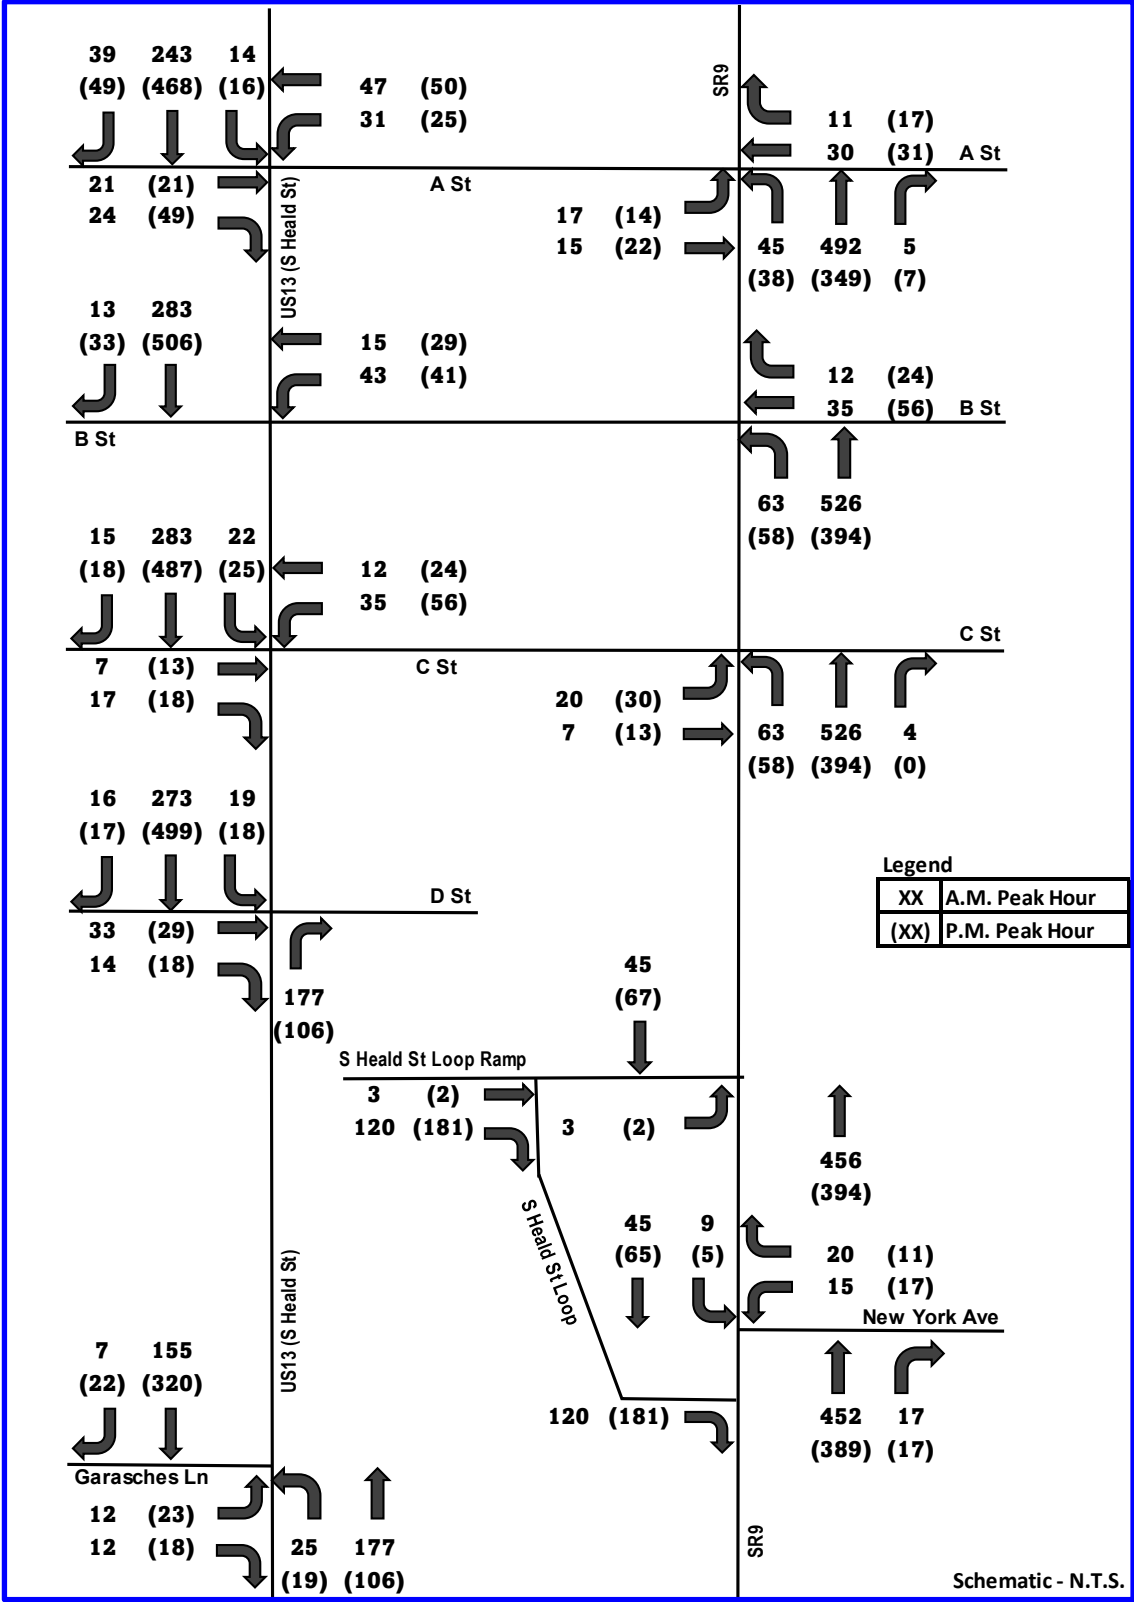 39 243 14
(49) (468) (16)
47 (50)
31 (25)
SR9
11 (17)
30 (31)
A St
21 (21)
24 (49)
A St
US13 (S Heald St)
17 (14)
15 (22)
45 492 5
(38) (349) (7)
13 283
(33) (506)
15 (29)
43 (41)
12 (24)
35 (56)
B St
B St
63 526
(58) (394)
15 283 22
(18) (487) (25)
12 (24)
35 (56)
C St
7 (13)
17 (18)
C St
20 (30)
7 (13)
63 526 4
(58) (394) (0)
16 273 19
(17) (499) (18)
D St
33 (29)
14 (18)
177
(106)
Legend
XX A.M. Peak Hour
(XX) P.M. Peak Hour
45
(67)
S Heald St Loop Ramp
3 (2)
120 (181)
3 (2)
456
(394)
S Heald St Loop
45 9
(65) (5)
20 (11)
15 (17)
New York Ave
US13 (S Heald St)
7 155
(22) (320)
120 (181)
452 17
(389) (17)
Garasches Ln
12 (23)
12 (18)
25 177
(19) (106)
SR9
Schematic - N.T.S.